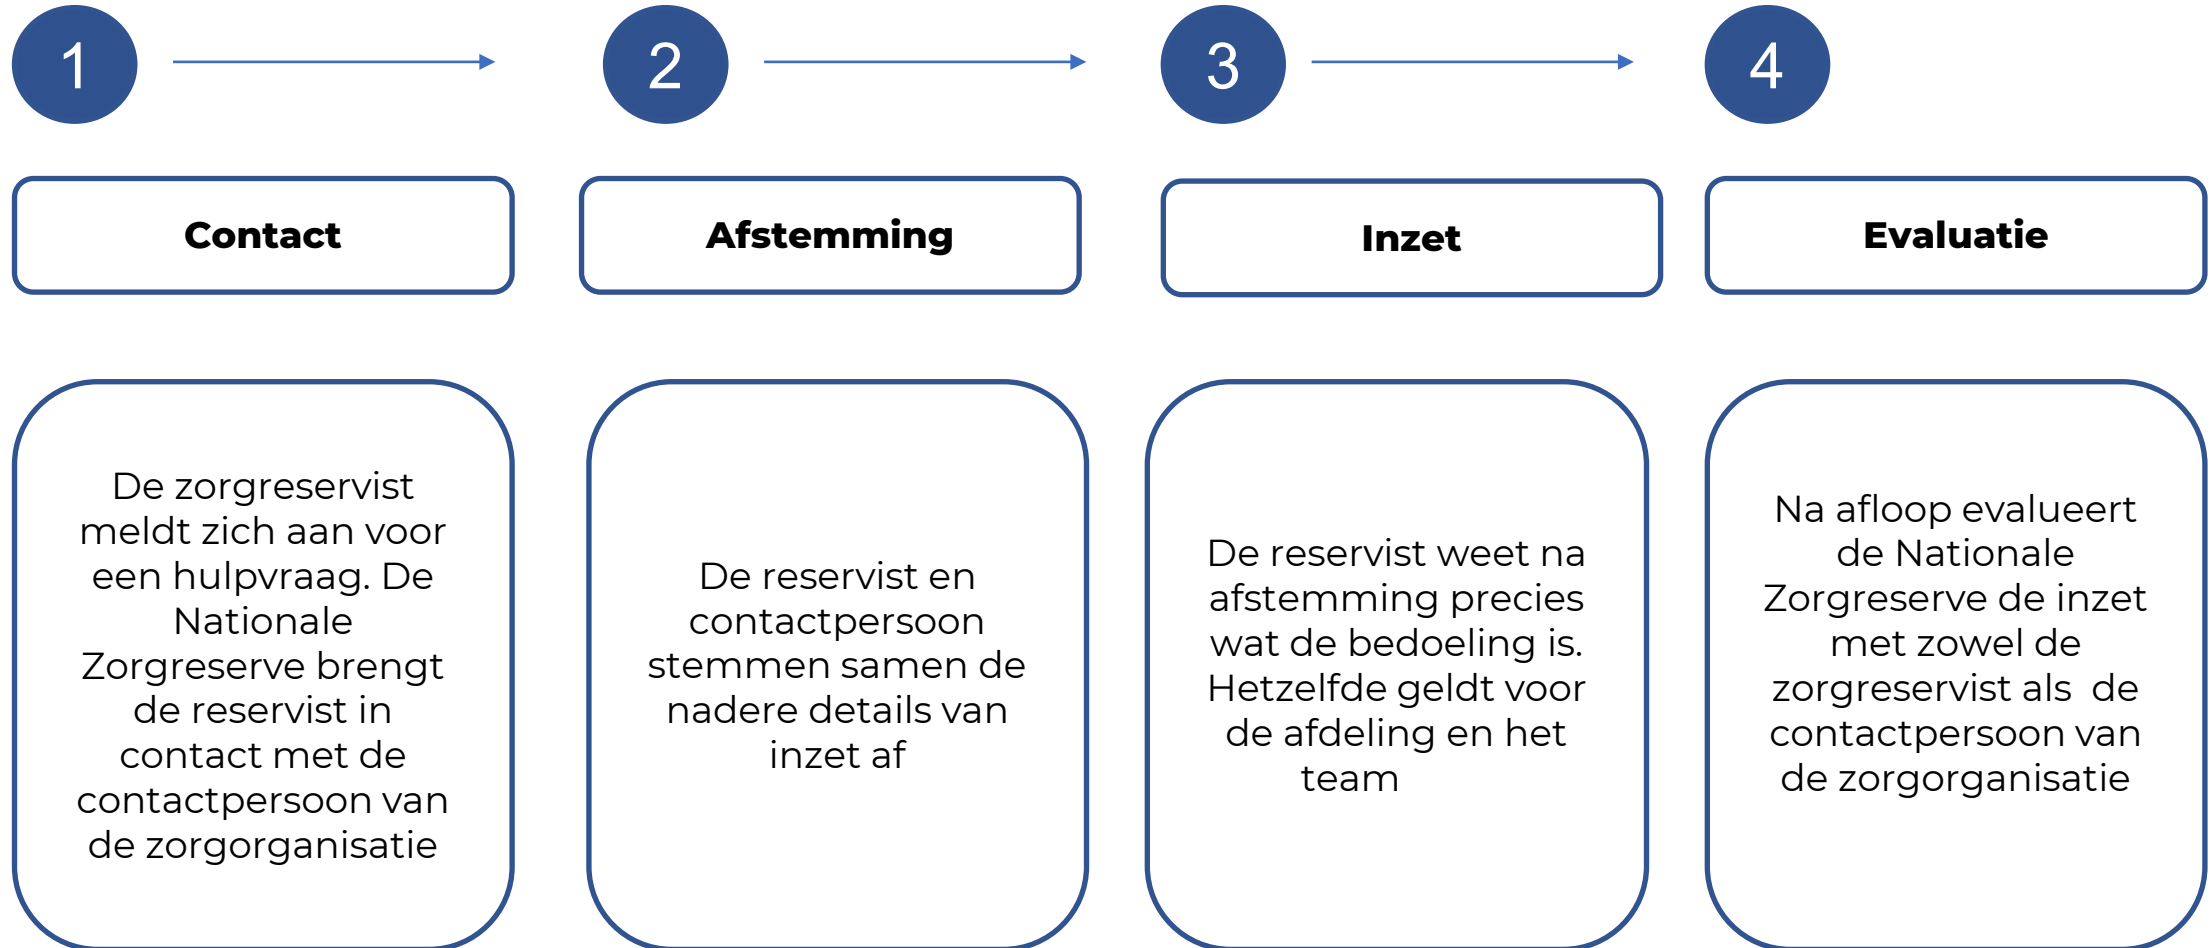 1
2
3
4
Contact
Afstemming
Inzet
Evaluatie
De zorgreservist
meldt zich aan voor
een hulpvraag. De
Nationale
Zorgreserve brengt
de reservist in
contact met de
contactpersoon van
de zorgorganisatie
De reservist en
contactpersoon
stemmen samen de
nadere details van
inzet af
De reservist weet na
afstemming precies
wat de bedoeling is.
Hetzelfde geldt voor
de afdeling en het
team
Na afloop evalueert
de Nationale
Zorgreserve de inzet
met zowel de
zorgreservist als  de
contactpersoon van
de zorgorganisatie